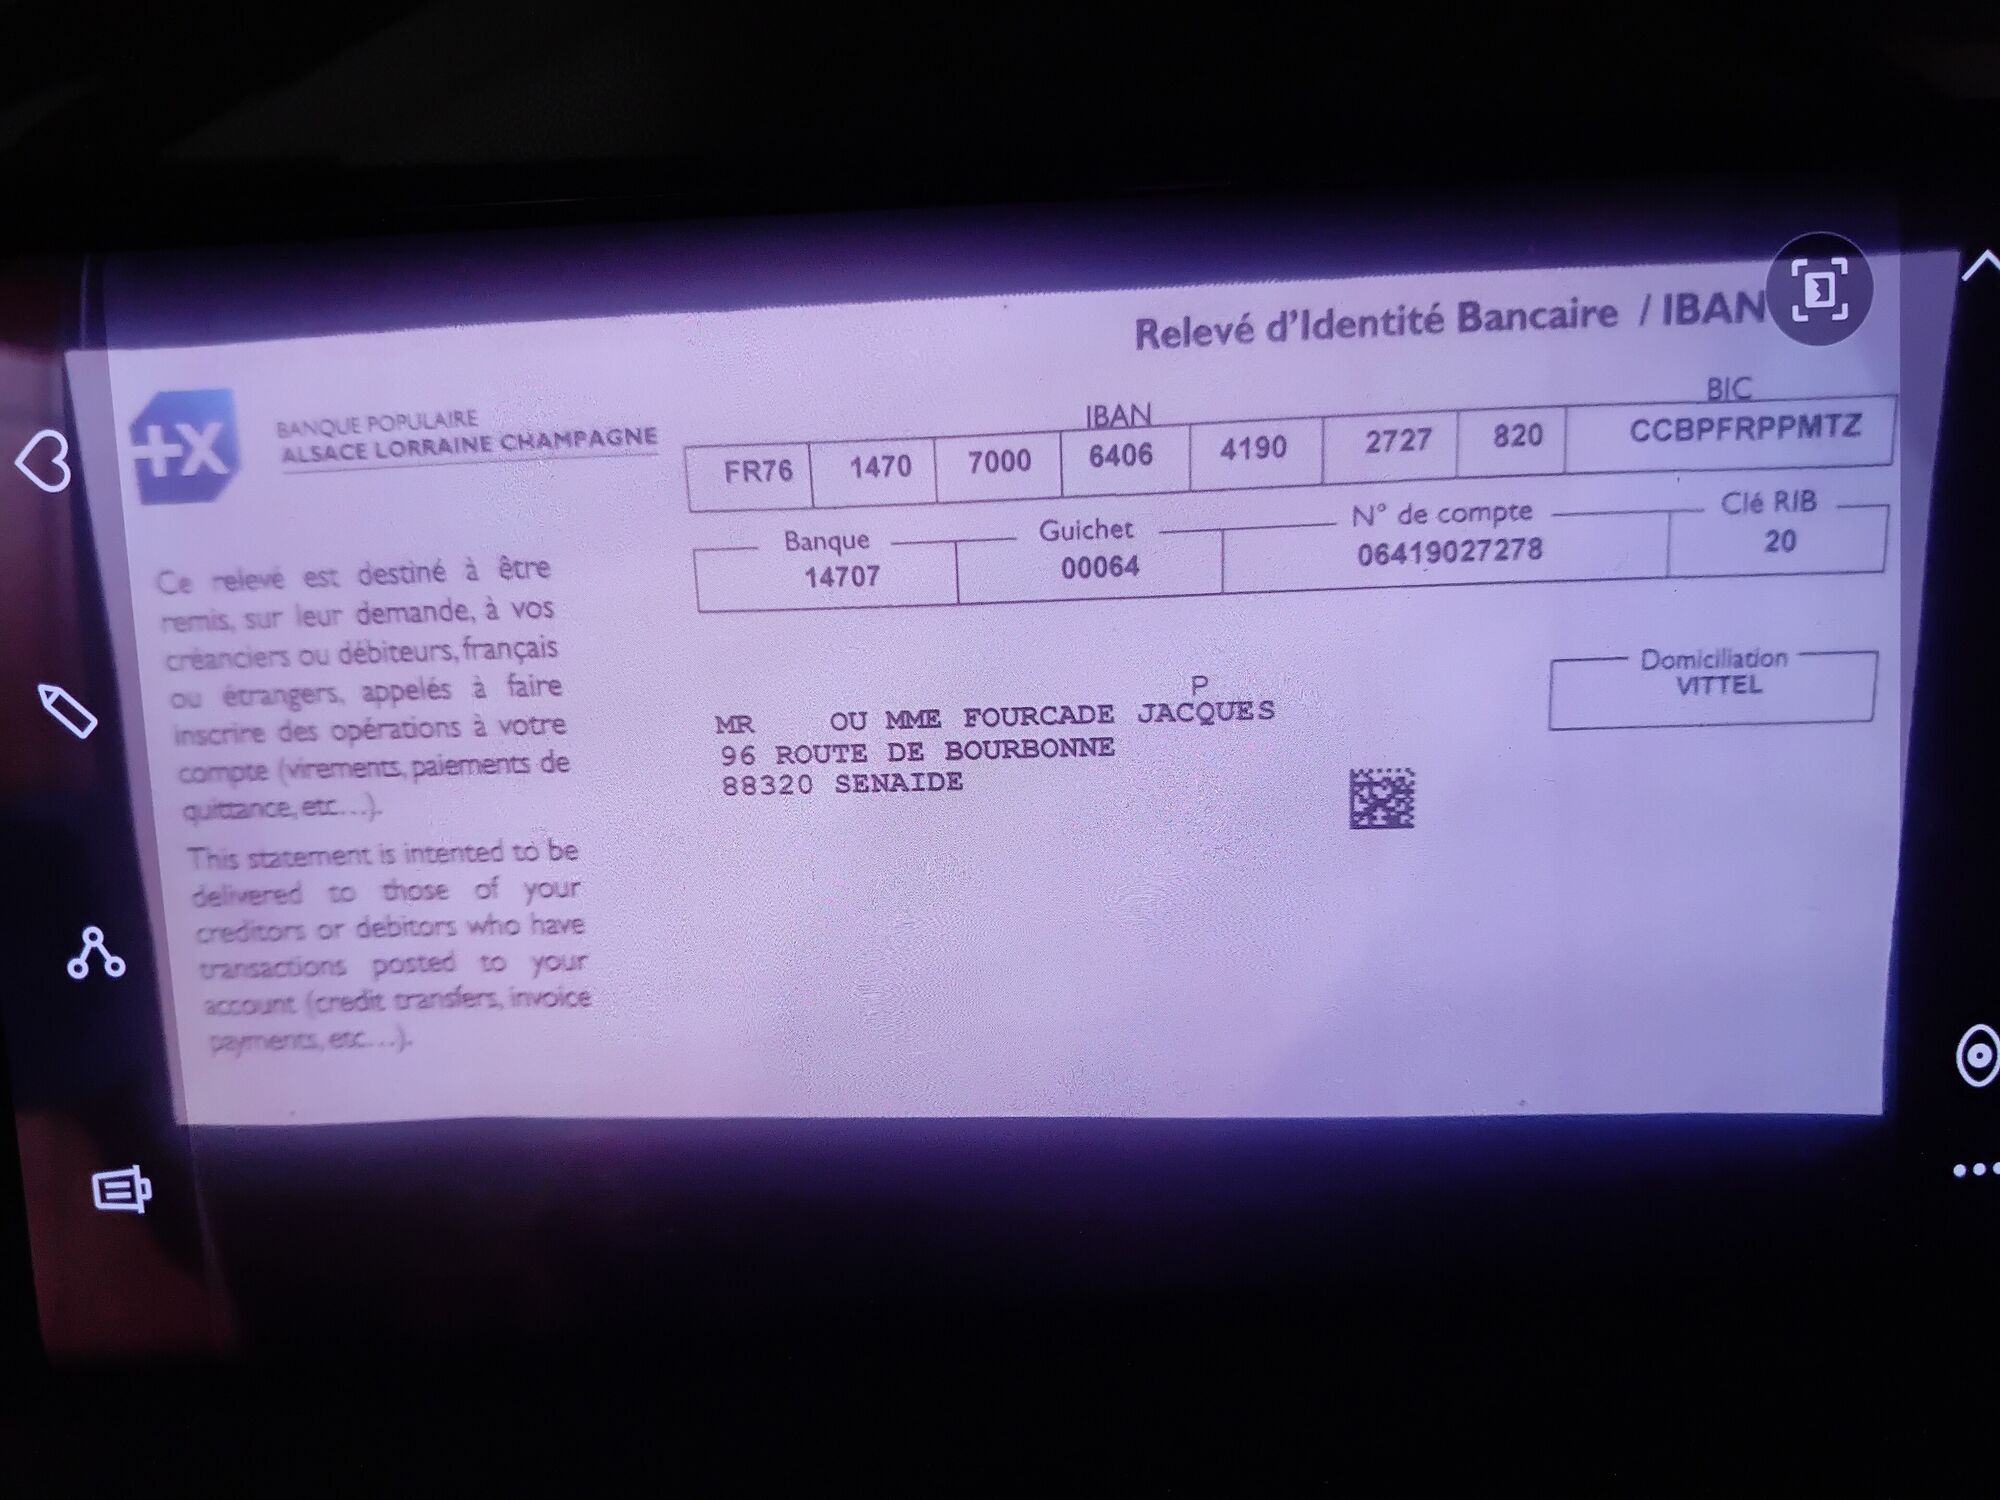 Relevé d'Identité Bancaire / IBAN
+X
BANQUE POPULAIRE
ALSACE LORRAINE CHAMPAGNE
IBAN BIC
FR76 1470 7000 6406 4190 2727 820 CCBPFRPPMTZ
Banque Guichet N° de compte Clé RIB
14707 00064 06419027278 20
Ce relevé est destiné à être
remis, sur leur demande, à vos
créanciers ou débiteurs, français
ou étrangers, appelés à faire
inscrire des opérations à votre
compte (virements, paiements de
quittance, etc…).
This statement is intented to be
delivered to those of your
creditors or debitors who have
transactions posted to your
account (credit transfers, invoice
payments, etc…).
P
MR OU MME FOURCADE JACQUES
96 ROUTE DE BOURBONNE
88320 SENAIDE
Domiciliation
VITTEL